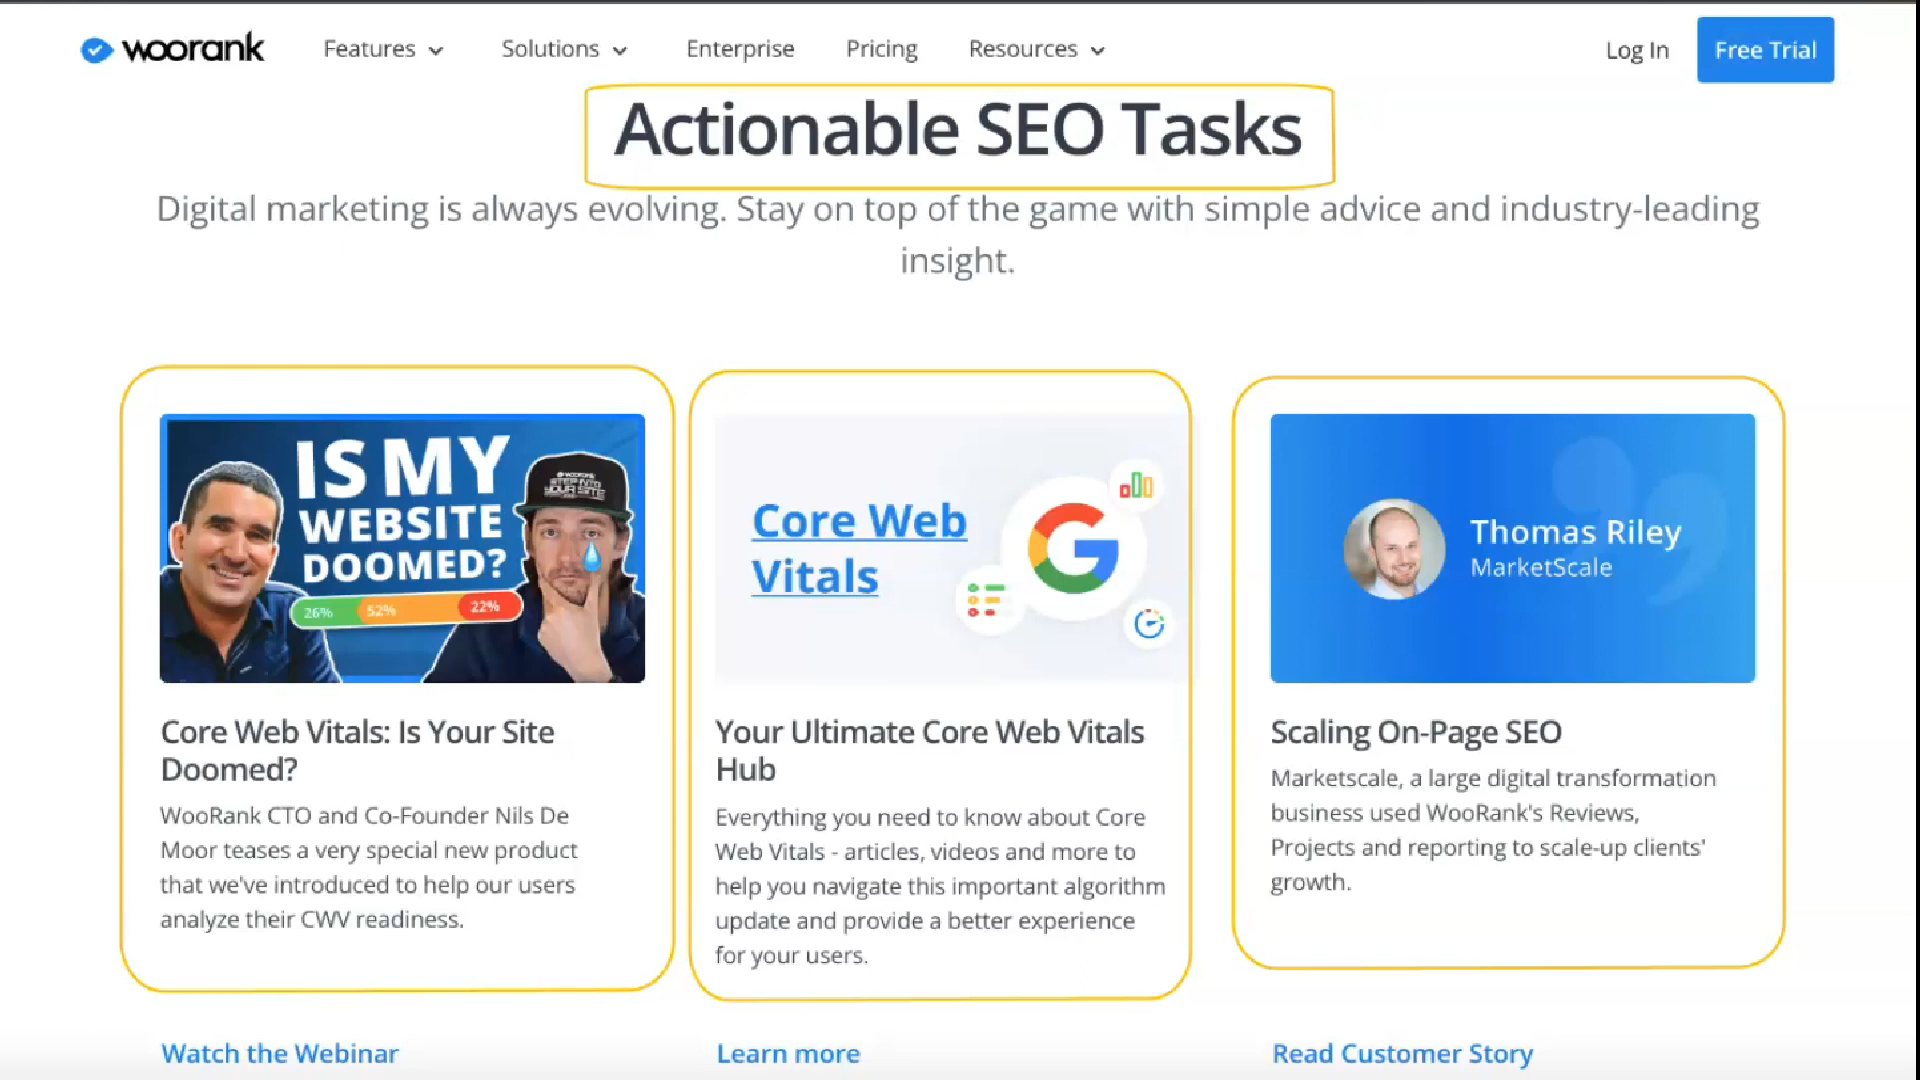 woorank
Features
Solutions
Enterprise
Pricing
Resources
Log In
Free Trial
Actionable SEO Tasks
Digital marketing is always evolving. Stay on top of the game with simple advice and industry-leading
insight.
IS MY
WEBSITE
DOOMED?
26% 52% 22%
WOORANK
STEP INTO
YOUR SITE
Core Web Vitals: Is Your Site
Doomed?
WooRank CTO and Co-Founder Nils De
Moor teases a very special new product
that we've introduced to help our users
analyze their CWV readiness.
Watch the Webinar
Core Web
Vitals
Your Ultimate Core Web Vitals
Hub
Everything you need to know about Core
Web Vitals - articles, videos and more to
help you navigate this important algorithm
update and provide a better experience
for your users.
Learn more
Thomas Riley
MarketScale
Scaling On-Page SEO
Marketscale, a large digital transformation
business used WooRank's Reviews,
Projects and reporting to scale-up clients'
growth.
Read Customer Story